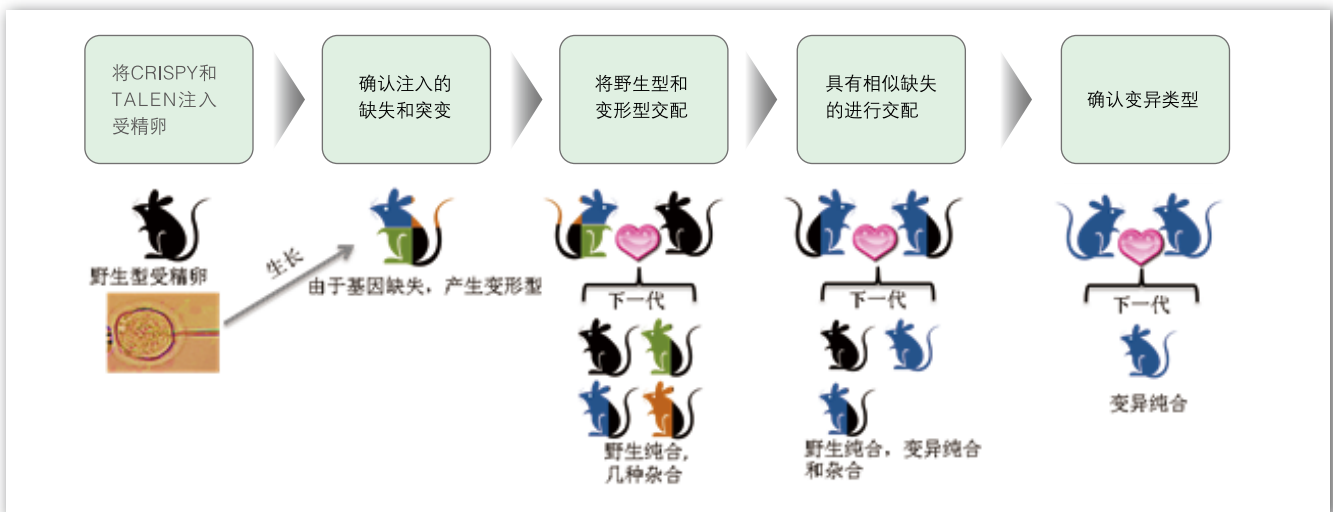 将CRISPY和
TALEN注入
受精卵
确认注入的
缺失和突变
将野生型和
变形型交配
具有相似缺失
的进行交配
确认变异类型
野生型受精卵
生长
由于基因缺失，产生变形型
下一代
野生纯合，
几种杂合
下一代
野生纯合，变异纯合
和杂合
下一代
变异纯合